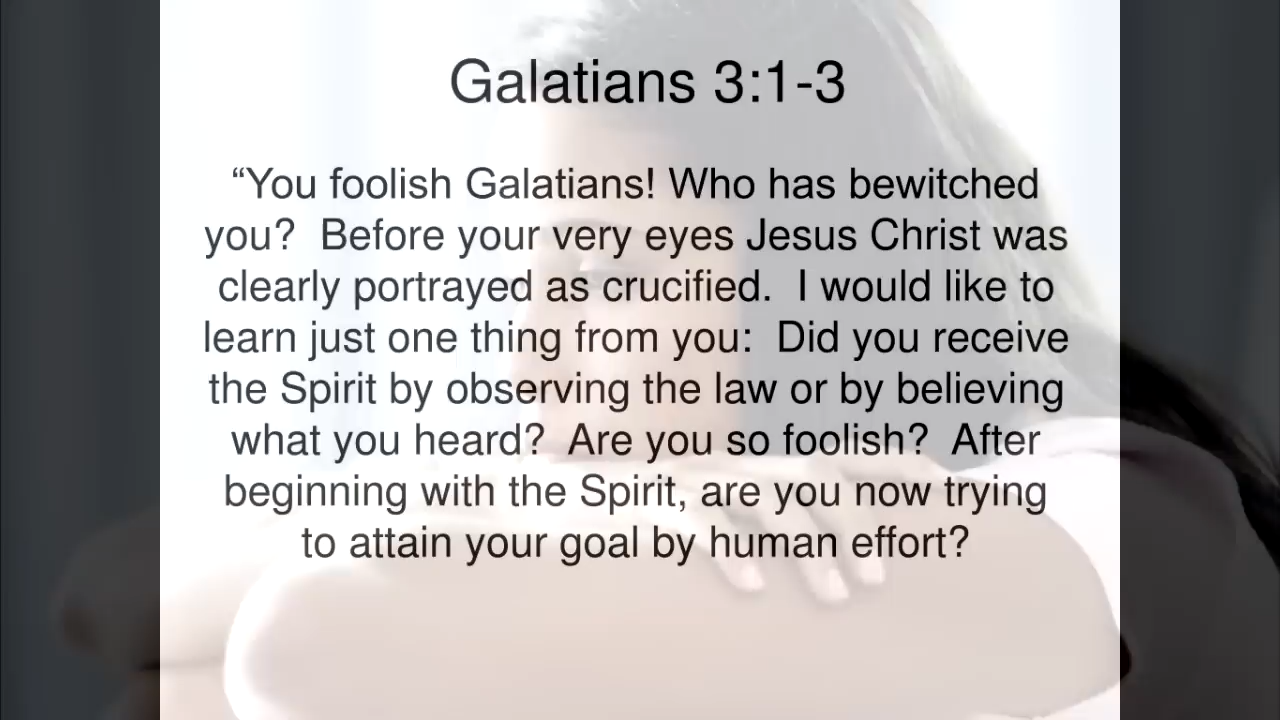 Galatians 3:1-3
“You foolish Galatians! Who has bewitched
you?  Before your very eyes Jesus Christ was
clearly portrayed as crucified.  I would like to
learn just one thing from you:  Did you receive
the Spirit by observing the law or by believing
what you heard?  Are you so foolish?  After
beginning with the Spirit, are you now trying
to attain your goal by human effort?